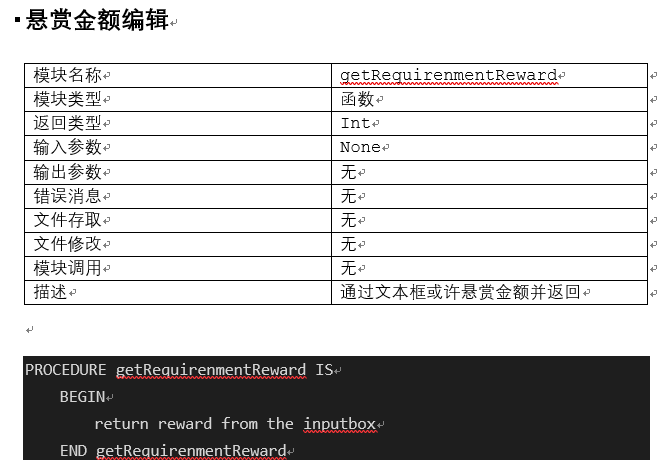 悬赏金额编辑
模块名称 getRequirenmentReward
模块类型 函数
返回类型 Int
输入参数 None
输出参数 无
错误消息 无
文件存取 无
文件修改 无
模块调用 无
描述 通过文本框或许悬赏金额并返回
PROCEDURE getRequirenmentReward IS
BEGIN
return reward from the inputbox
END getRequirenmentReward